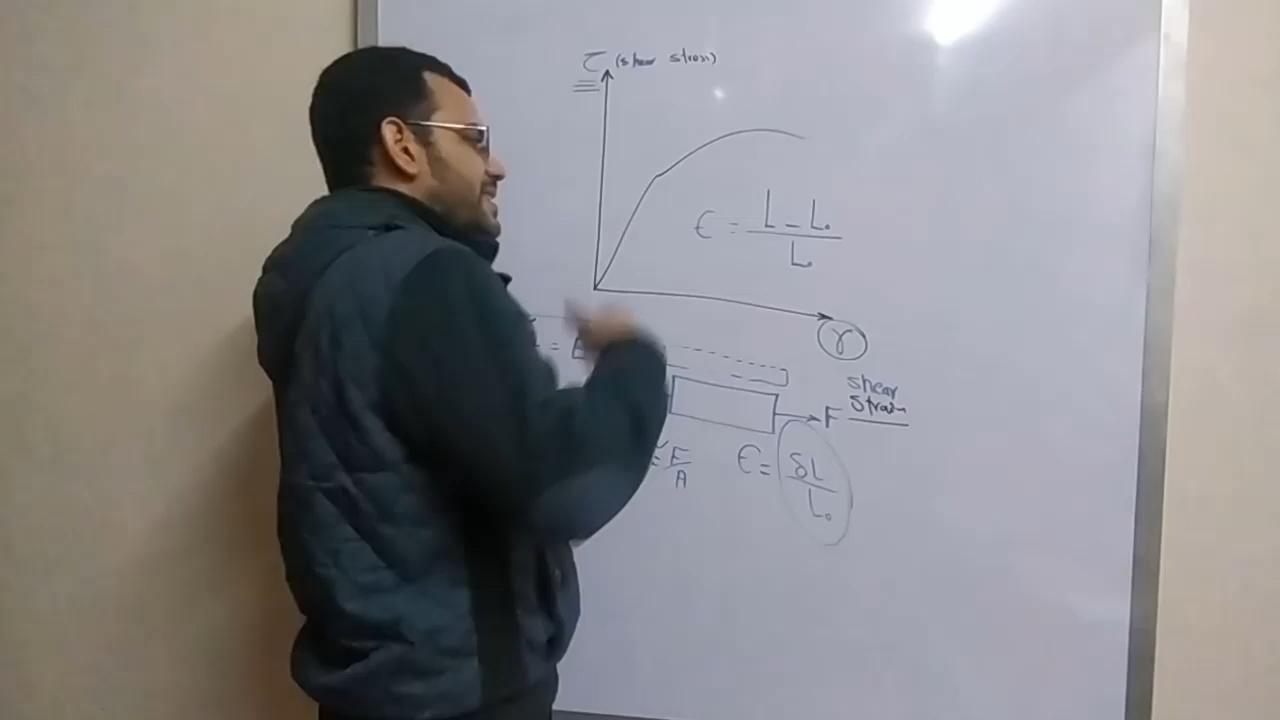 τ (shear stress)
ϵ = L - L₀ / L₀
γ
= E
shear
strain
F
= F / A
ϵ = δL / L₀